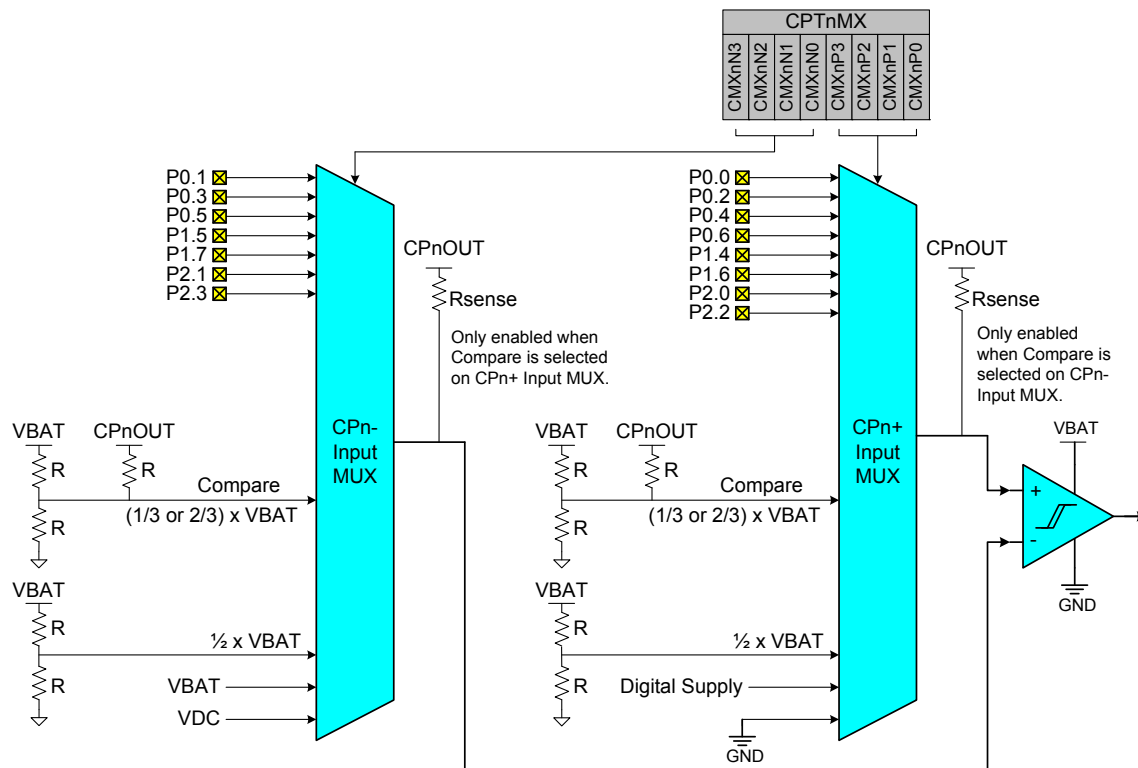 CPTnMX
CMXnN3
CMXnN2
CMXnN1
CMXnN0
CMXnP3
CMXnP2
CMXnP1
CMXnP0
P0.1
P0.3
P0.5
P1.5
P1.7
P2.1
P2.3
CPnOUT
Rsense
Only enabled when
Compare is selected
on CPn+ Input MUX.
VBAT
R
R
CPnOUT
R
Compare
(1/3 or 2/3) x VBAT
VBAT
R
R
½ x VBAT
VBAT
VDC
CPn-
Input
MUX
P0.0
P0.2
P0.4
P0.6
P1.4
P1.6
P2.0
P2.2
CPnOUT
Rsense
Only enabled
when Compare is
selected on CPn-
Input MUX.
VBAT
R
R
CPnOUT
R
Compare
(1/3 or 2/3) x VBAT
VBAT
R
R
½ x VBAT
Digital Supply
GND
CPn+
Input
MUX
VBAT
+
-
GND